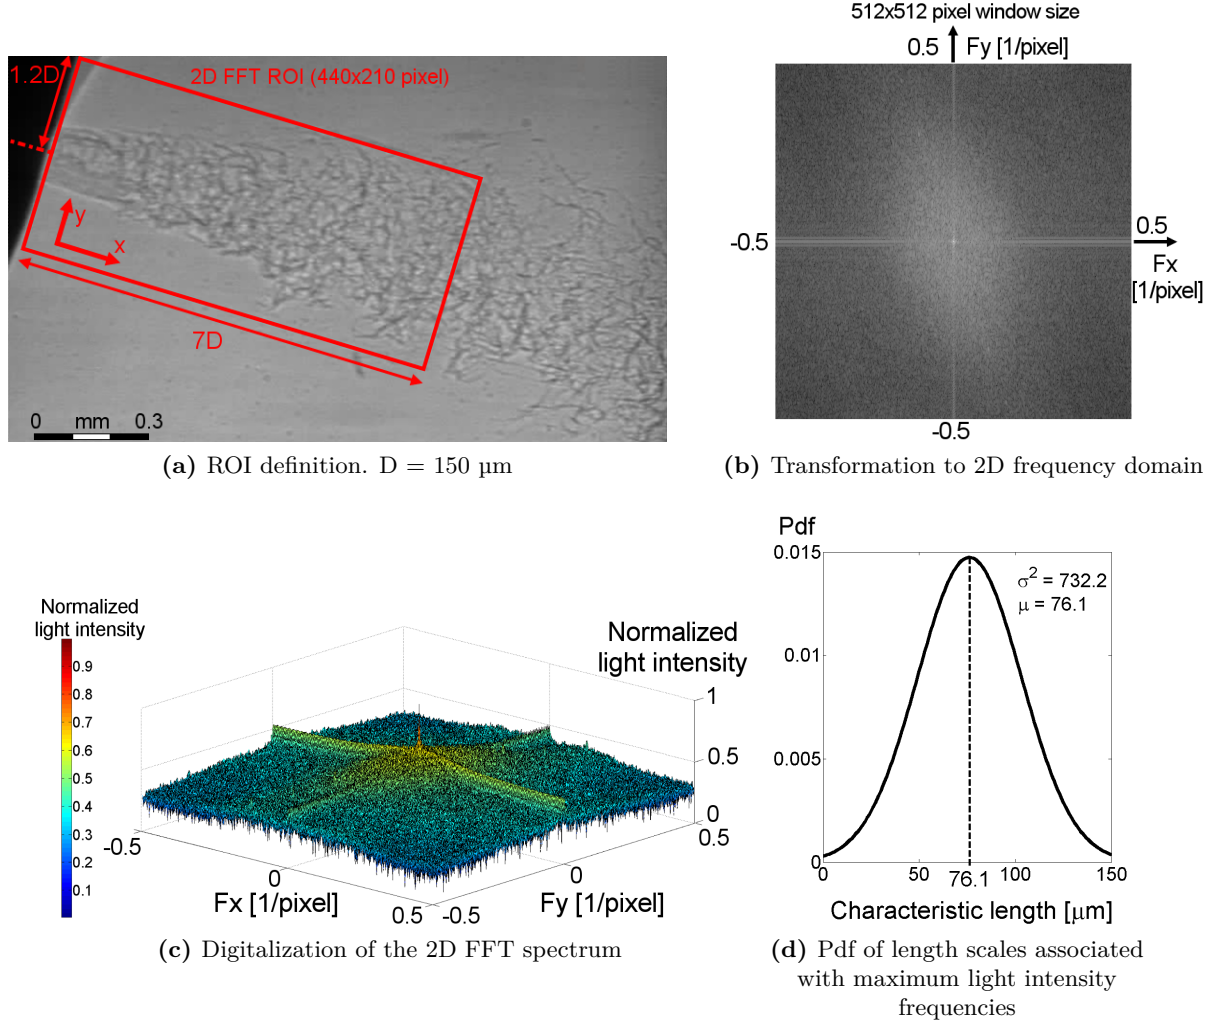 1.2D
2D FFT ROI (440x210 pixel)
y
x
7D
0 mm 0.3
(a) ROI definition. D = 150 µm
512x512 pixel window size
0.5 Fy [1/pixel]
-0.5
0.5
Fx
[1/pixel]
-0.5
(b) Transformation to 2D frequency domain
Normalized
light intensity
0.9
0.8
0.7
0.6
0.5
0.4
0.3
0.2
0.1
Normalized
light intensity
1
0.5
0
0.5
-0.5
0
0
Fx [1/pixel]
Fy [1/pixel]
0.5
-0.5
(c) Digitalization of the 2D FFT spectrum
Pdf
0.015
σ² = 732.2
µ = 76.1
0.01
0.005
0
0
50
76.1
100
150
Characteristic length [µm]
(d) Pdf of length scales associated
with maximum light intensity
frequencies